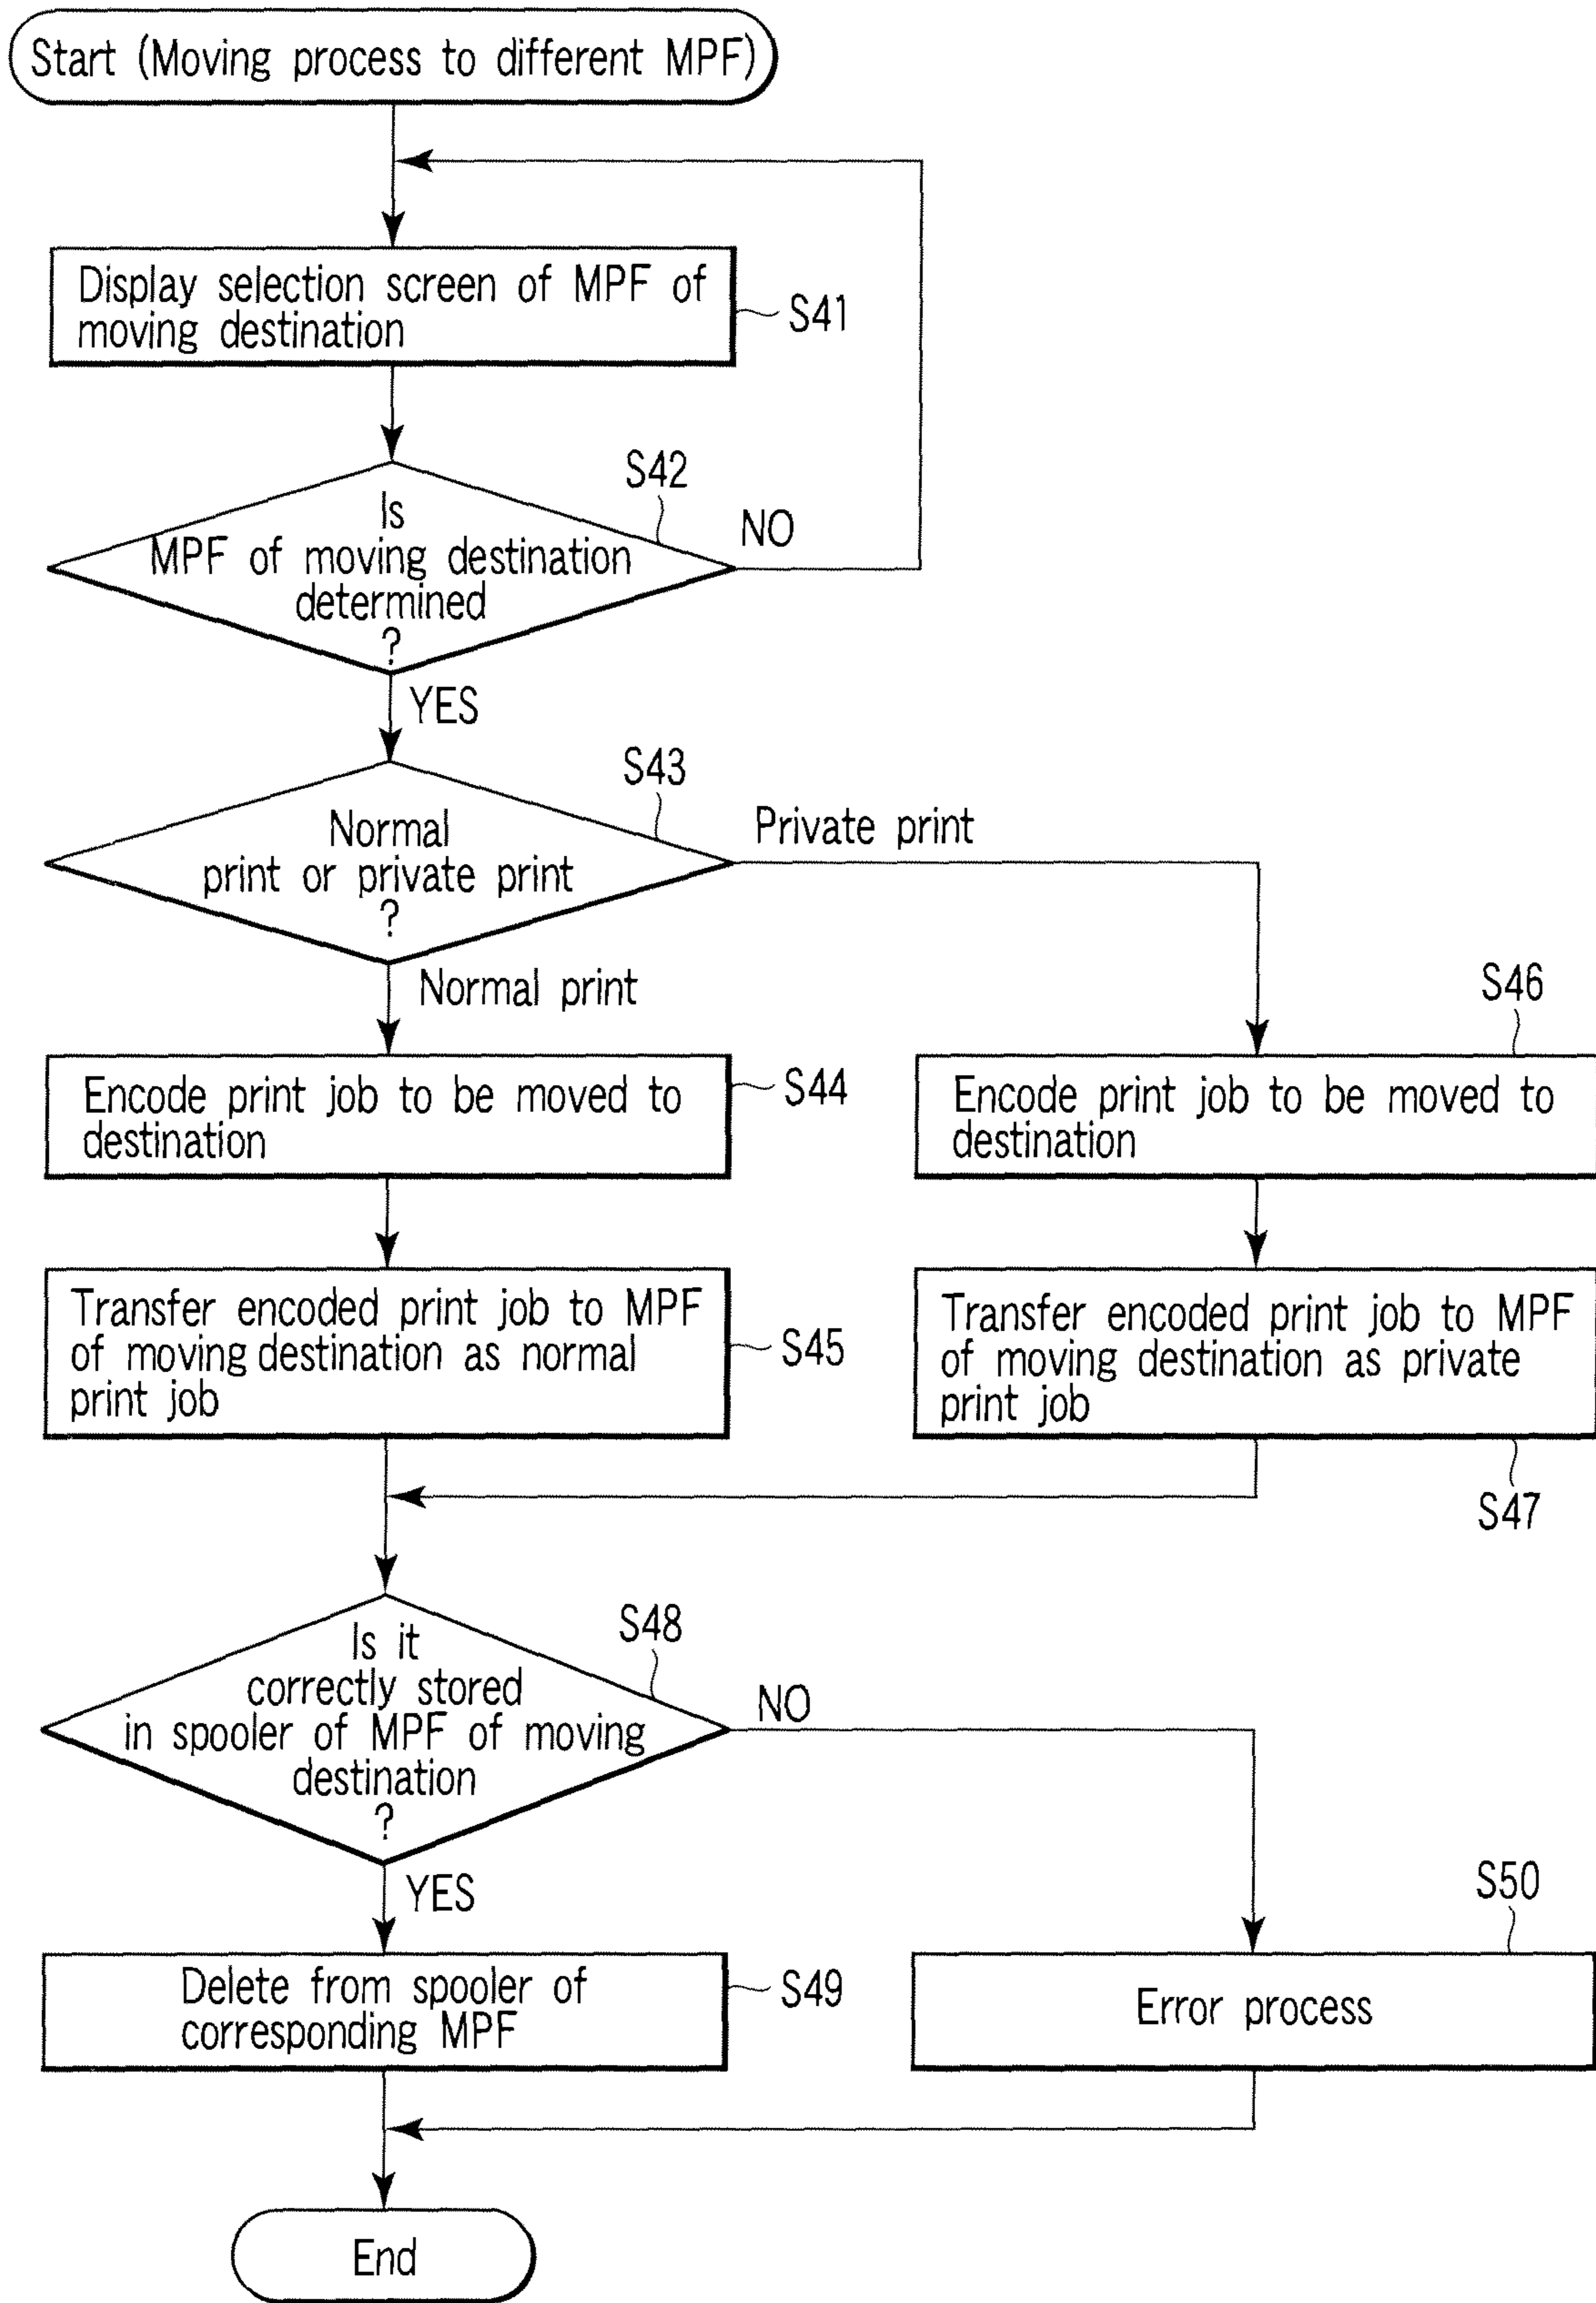 Start (Moving process to different MPF)
Display selection screen of MPF of
moving destination
S41
S42
Is
MPF of moving destination
determined
?
NO
YES
S43
Normal
print or private print
?
Private print
Normal print
S46
Encode print job to be moved to
destination
S44
Encode print job to be moved to
destination
Transfer encoded print job to MPF
of moving destination as normal
print job
S45
Transfer encoded print job to MPF
of moving destination as private
print job
S47
S48
Is it
correctly stored
in spooler of MPF of moving
destination
?
NO
YES
S50
Delete from spooler of
corresponding MPF
S49
Error process
End